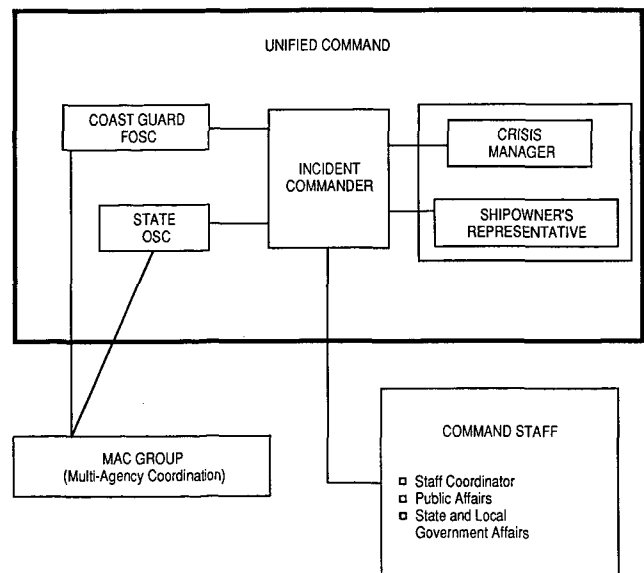 UNIFIED COMMAND
COAST GUARD
FOSC
INCIDENT
COMMANDER
CRISIS
MANAGER
STATE
OSC
SHIPOWNER'S
REPRESENTATIVE
MAC GROUP
(Multi-Agency Coordination)
COMMAND STAFF
Staff Coordinator
Public Affairs
State and Local
Government Affairs